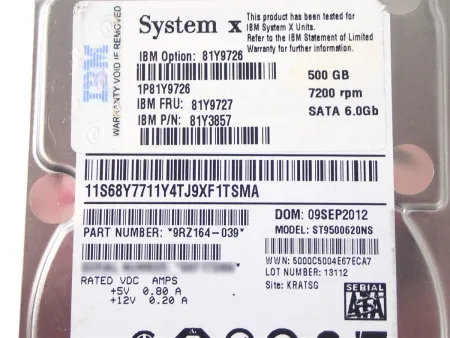 System x
This product has been tested for
IBM System X Units.
Refer to the IBM Statement of Limited
Warranty for further information.
IBM
WARRANTY VOID IF REMOVED
IBM Option: 81Y9726
1P81Y9726
IBM FRU: 81Y9727
IBM P/N: 81Y3857
500 GB
7200 rpm
SATA 6.0Gb
11S68Y7711Y4TJ9XF1TSMA
PART NUMBER: *9RZ164-039*
DOM: 09SEP2012
MODEL: ST9500620NS
WWN: 5000C5004E67ECA7
LOT NUMBER: 13112
SITE: KRATSG
RATED VDC AMPS
+5V 0.80 A
+12V 0.20 A
SERIAL
ATA